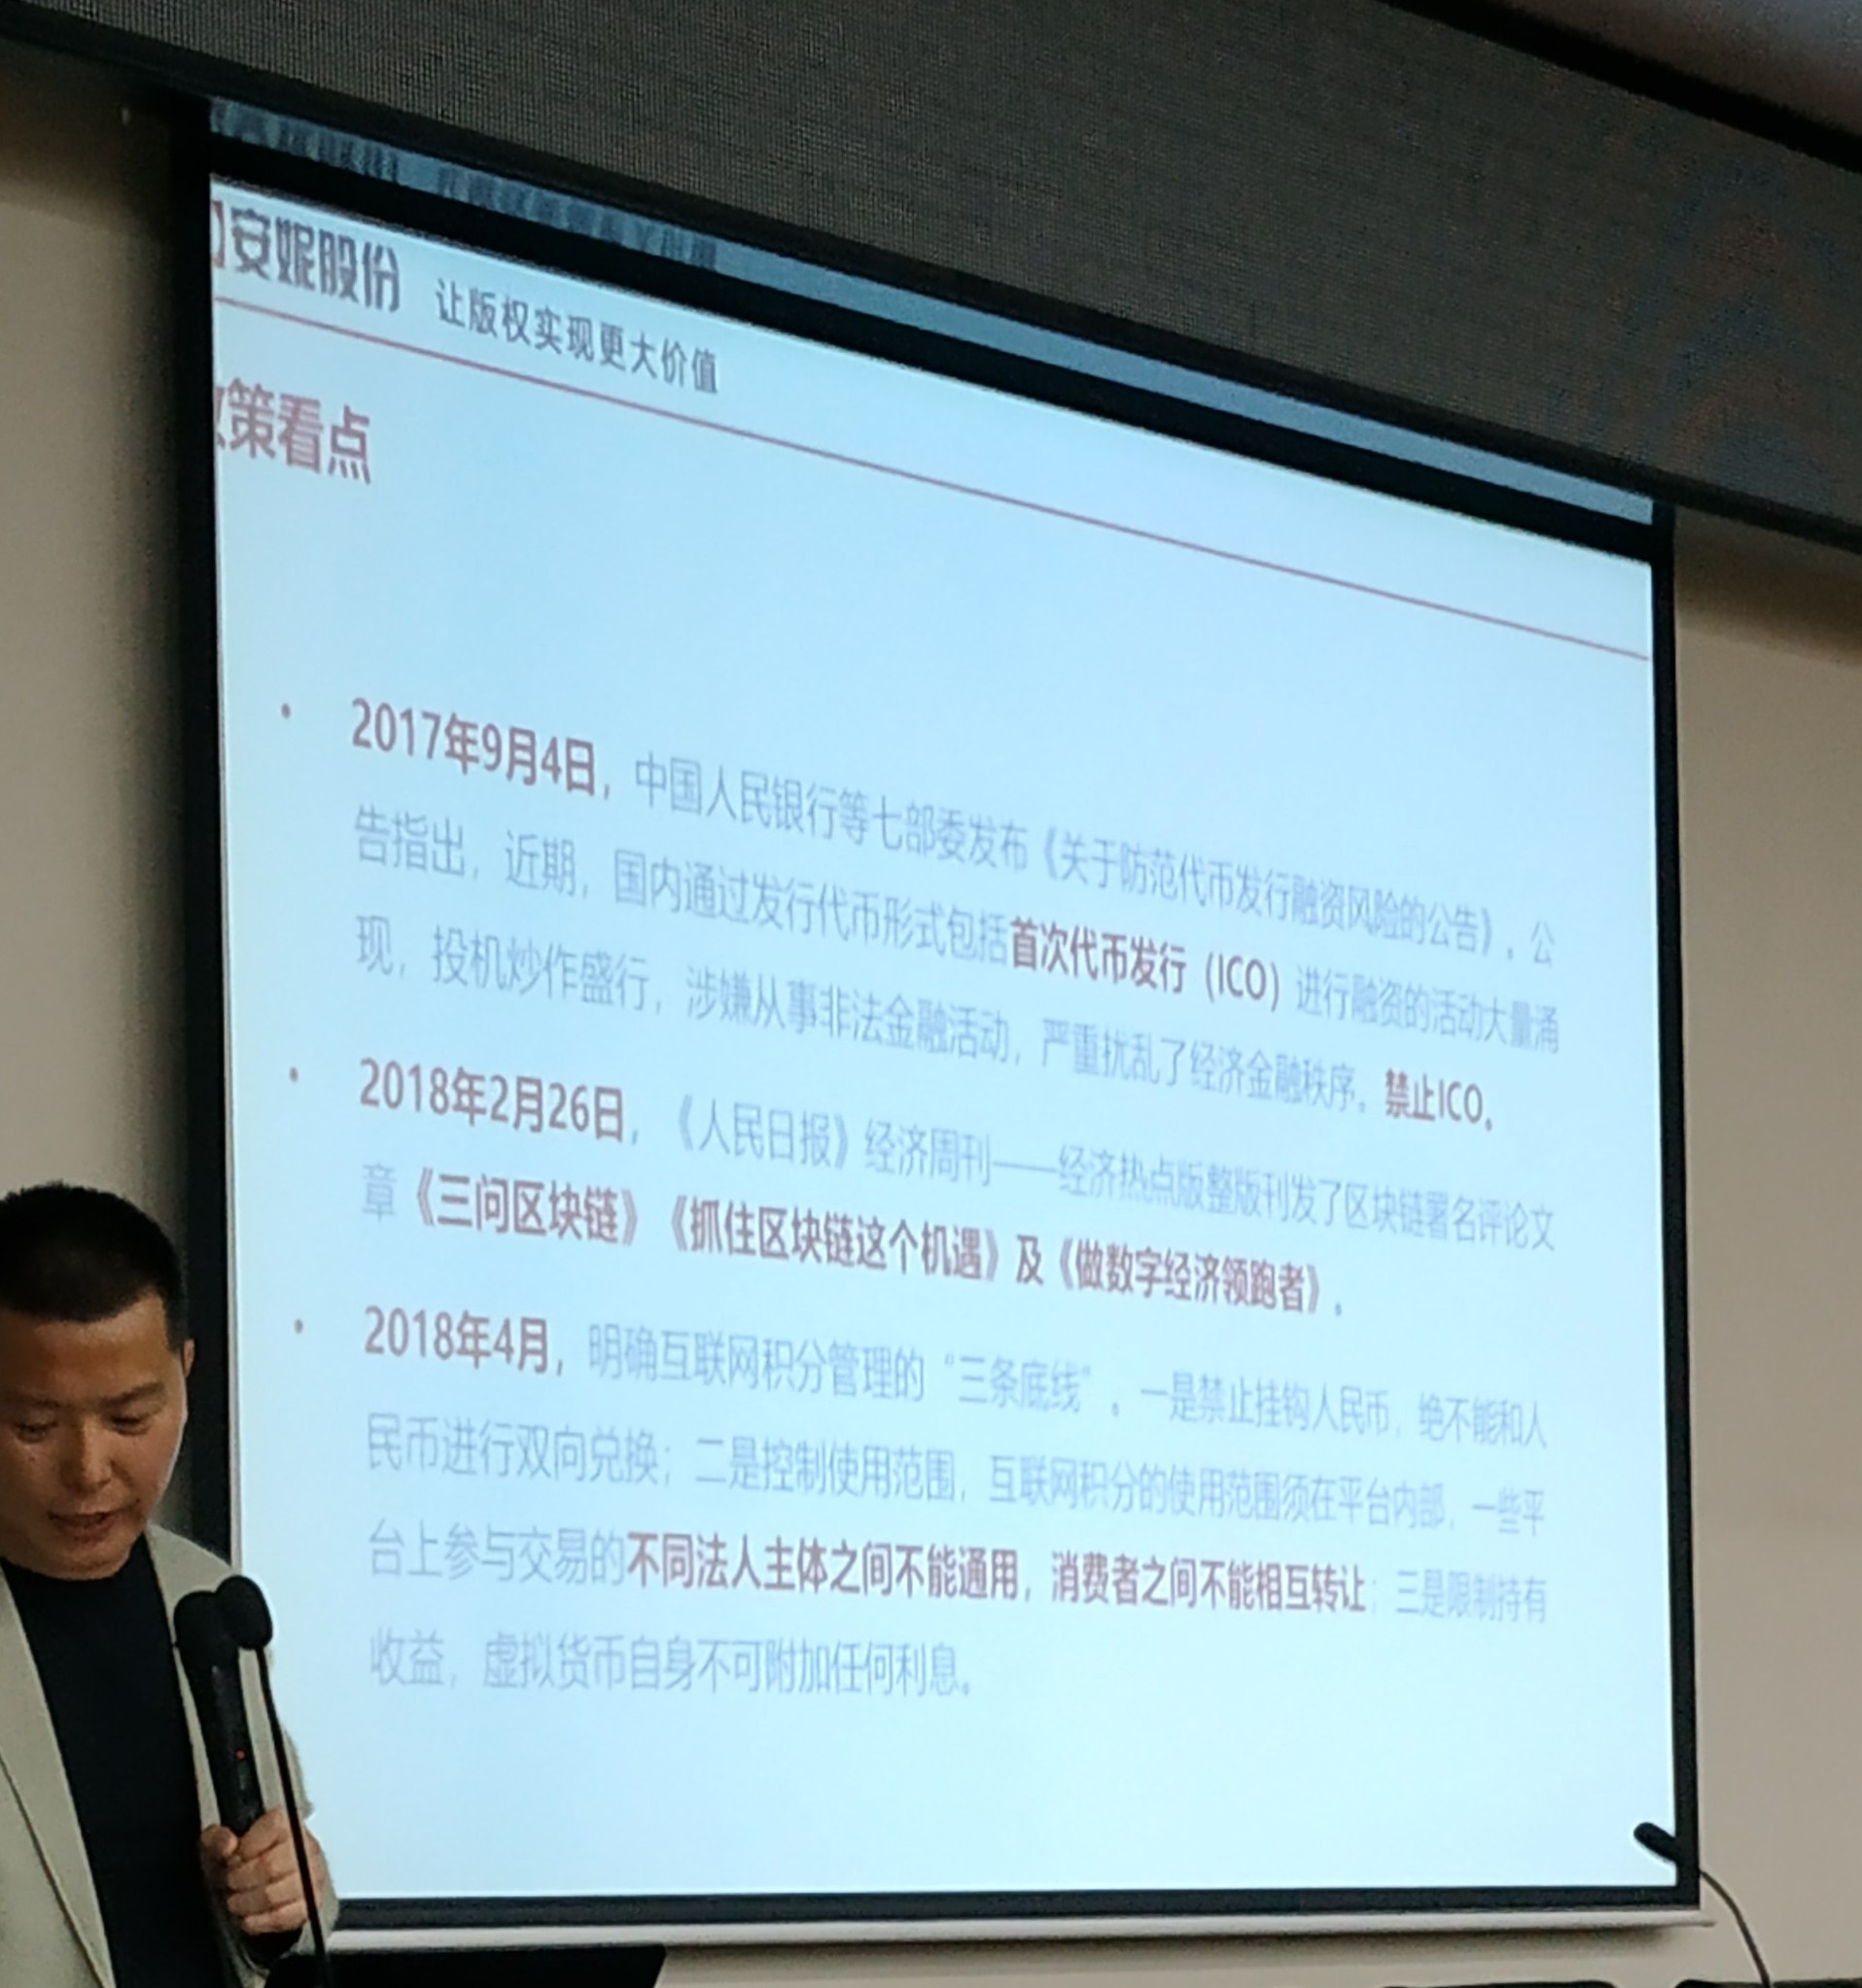 安妮股份 让版权实现更大价值
策看点
• 2017年9月4日，中国人民银行等七部委发布《关于防范代币发行融资风险的公告》。公
告指出，近期，国内通过发行代币形式包括首次代币发行（ICO）进行融资的活动大量涌
现，投机炒作盛行，涉嫌从事非法金融活动，严重扰乱了经济金融秩序。禁止ICO。
• 2018年2月26日，《人民日报》经济周刊——经济热点版整版刊发了区块链署名评论文
章《三问区块链》《抓住区块链这个机遇》及《做数字经济领跑者》。
• 2018年4月，明确互联网积分管理的“三条底线”。一是禁止挂钩人民币，绝不能和人
民币进行双向兑换；二是控制使用范围，互联网积分的使用范围须在平台内部，一些平
台上参与交易的不同法人主体之间不能通用，消费者之间不能相互转让；三是限制持有
收益，虚拟货币自身不可附加任何利息。